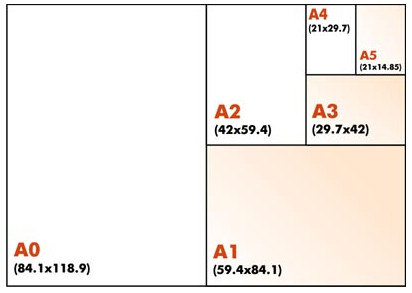 A4
(21x29.7)
A5
(21x14.85)
A2
(42x59.4)
A3
(29.7x42)
A0
(84.1x118.9)
A1
(59.4x84.1)